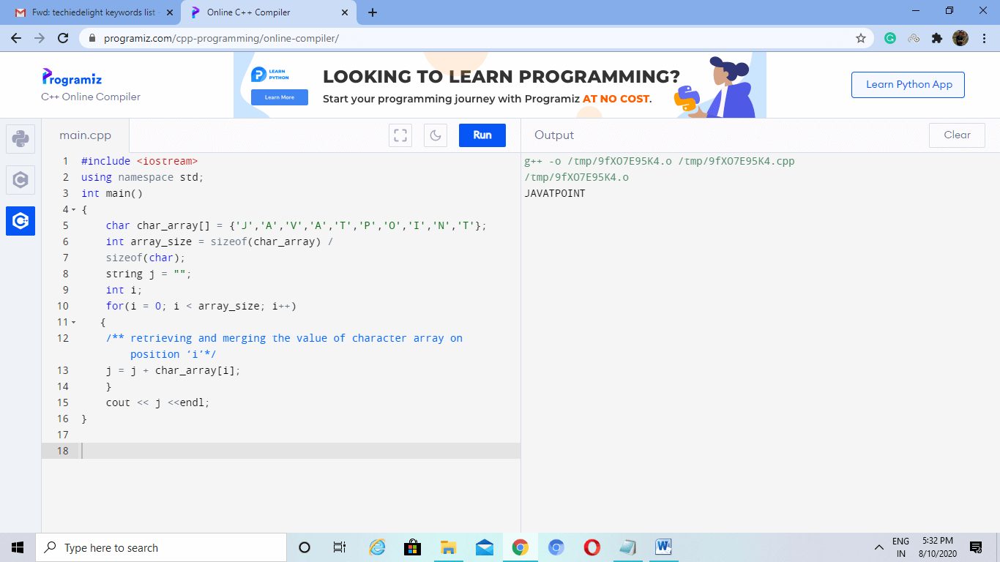 Fwd: techiedelight keywords list -
Online C++ Compiler
programiz.com/cpp-programming/online-compiler/
Programiz
C++ Online Compiler
LEARN
PYTHON
Learn More
LOOKING TO LEARN PROGRAMMING?
Start your programming journey with Programiz AT NO COST.
Learn Python App
main.cpp
Run
Output
Clear
1 #include <iostream>
2 using namespace std;
3 int main()
4 {
5 char char_array[] = {'J','A','V','A','T','P','O','I','N','T'};
6 int array_size = sizeof(char_array) /
7 sizeof(char);
8 string j = "";
9 int i;
10 for(i = 0; i < array_size; i++)
11 {
12 /** retrieving and merging the value of character array on
position ‘i’*/
13 j = j + char_array[i];
14 }
15 cout << j <<endl;
16 }
17
18
g++ -o /tmp/9fXO7E95K4.o /tmp/9fXO7E95K4.cpp
/tmp/9fXO7E95K4.o
JAVATPOINT
Type here to search
ENG
IN
5:32 PM
8/10/2020